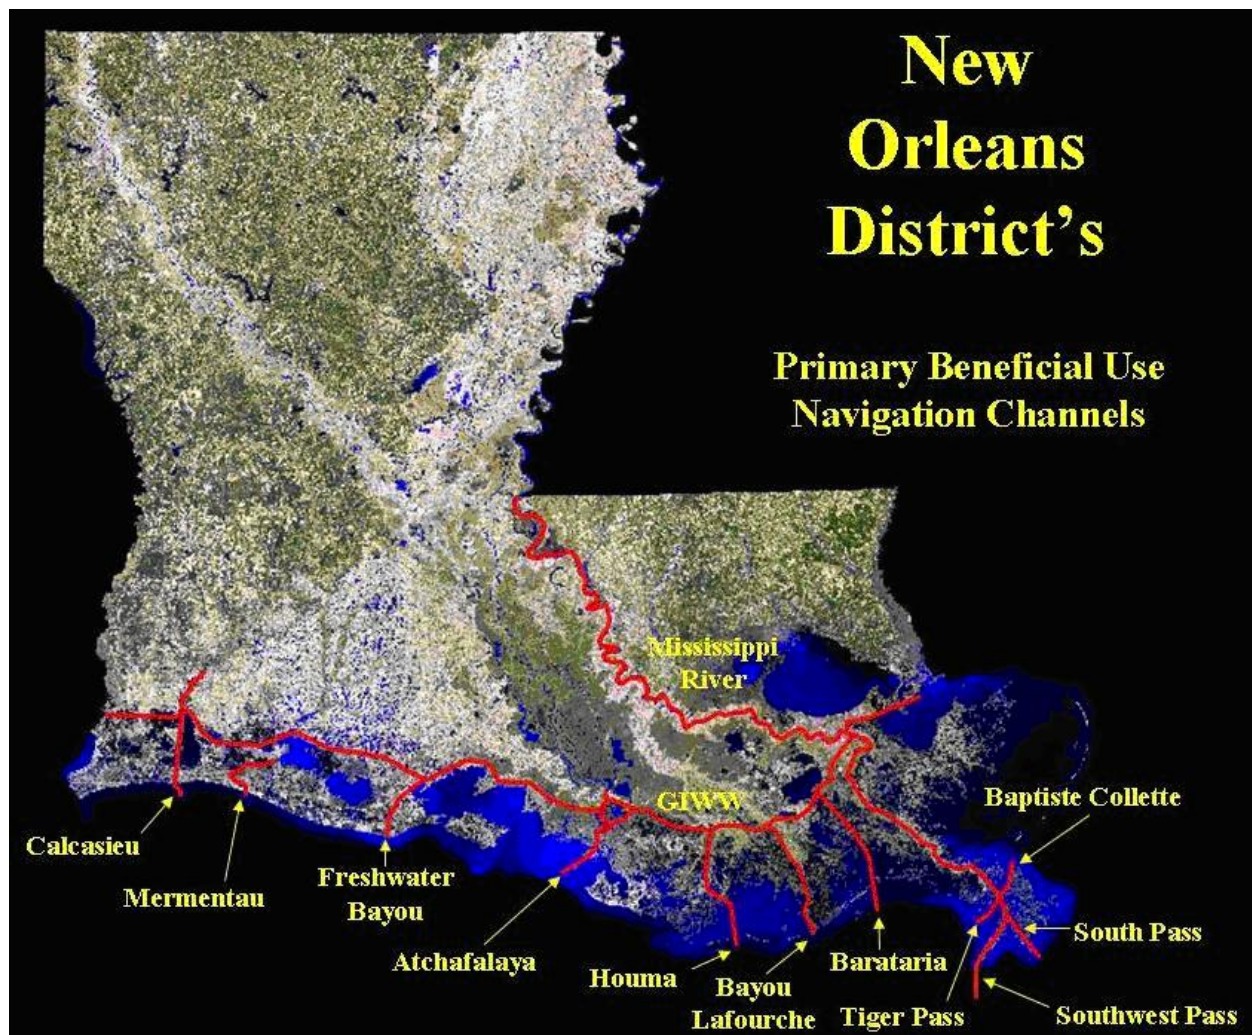 New
Orleans
District's
Primary Beneficial Use
Navigation Channels
Mississippi
River
GIWW
Baptiste Collette
Calcasieu
Mermentau
Freshwater
Bayou
Atchafalaya
Houma
Bayou
Lafourche
Barataria
Tiger Pass
South Pass
Southwest Pass